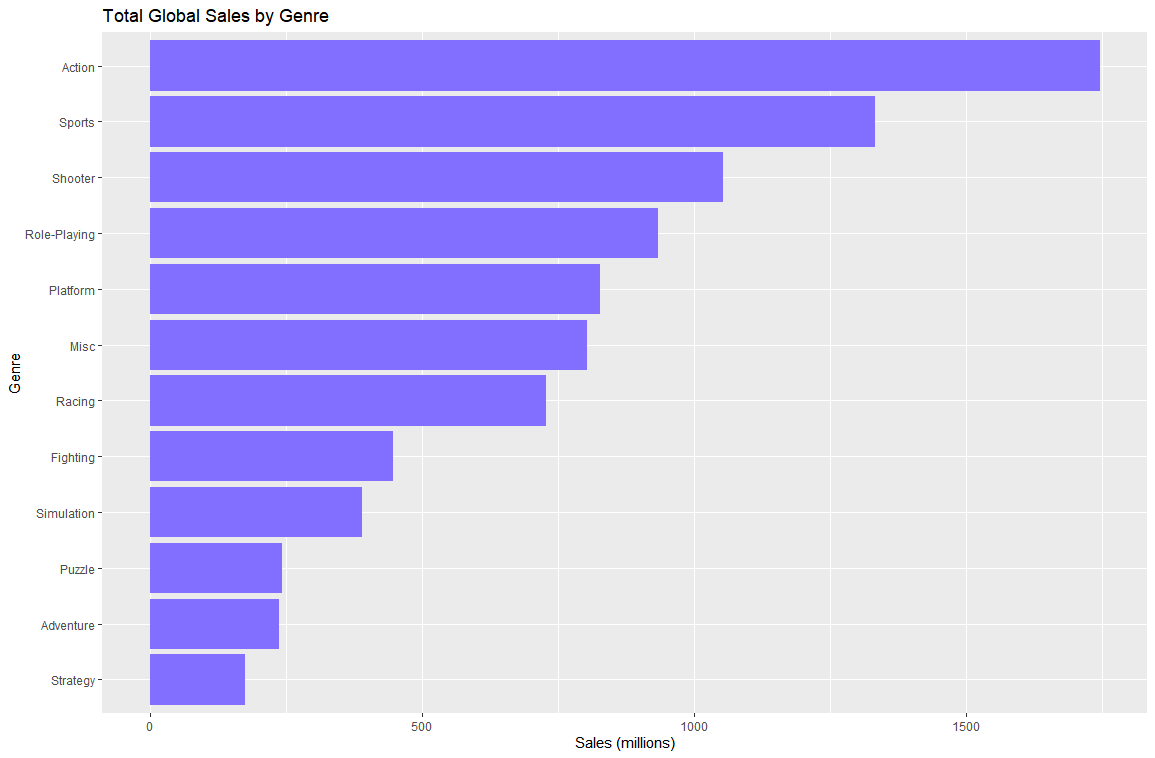 Total Global Sales by Genre
Genre
Action
Sports
Shooter
Role-Playing
Platform
Misc
Racing
Fighting
Simulation
Puzzle
Adventure
Strategy
0 500 1000 1500
Sales (millions)